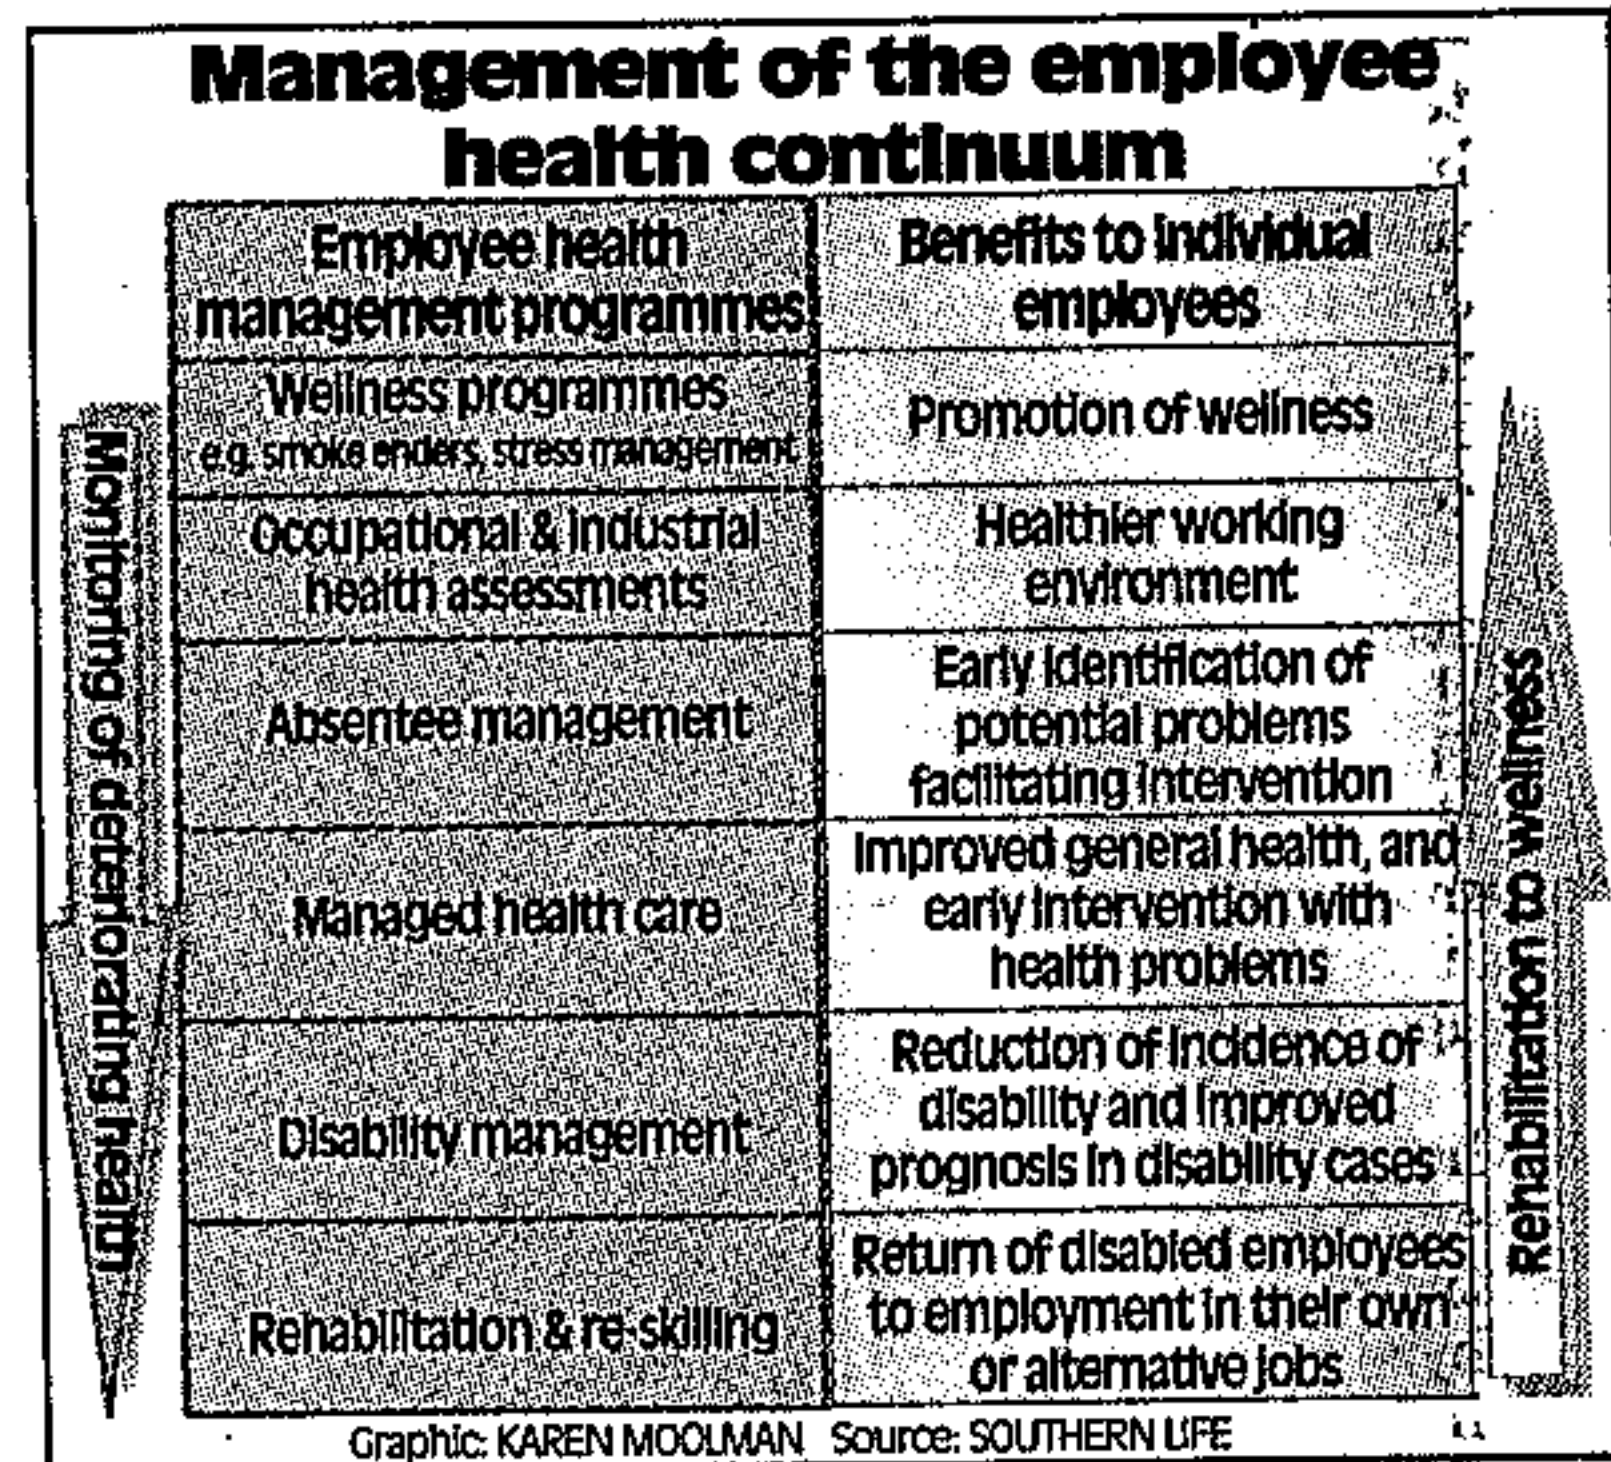 Management of the employee
health continuum
Employee health
management programmes
Benefits to individual
employees
Wellness programmes
e.g. smoke enders, stress management
Promotion of wellness
Occupational & industrial
health assessments
Healthier working
environment
Absentee management
Early identification of
potential problems
facilitating intervention
Managed health care
Improved general health, and
early intervention with
health problems
Disability management
Reduction of incidence of
disability and improved
prognosis in disability cases
Rehabilitation & re-skilling
Return of disabled employees
to employment in their own
or alternative jobs
Monitoring of deteriorating health
Rehabilitation to wellness
Graphic: KAREN MOOLMAN Source: SOUTHERN LIFE